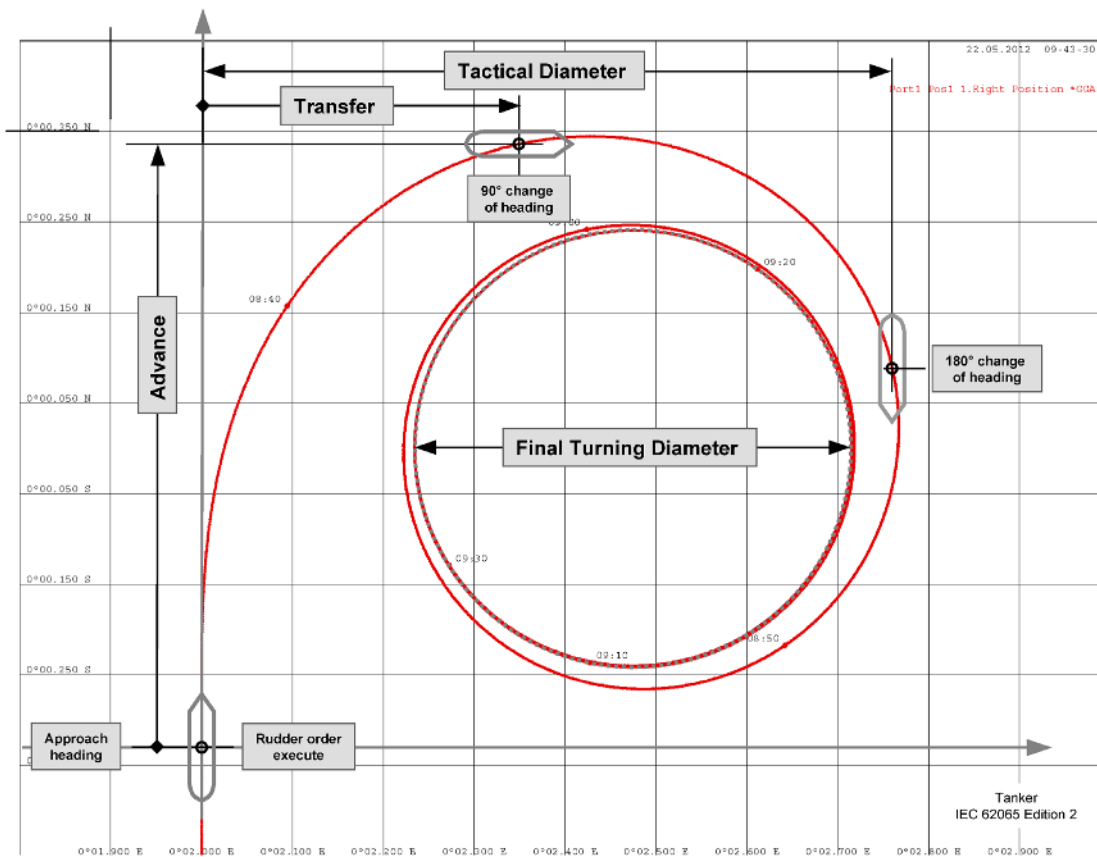 22.05.2012 09-43-30
Tactical Diameter
Port1 Pos1 1.Right Position *GGA
Transfer
0°00.350 N
90° change
of heading
0°00.250 N
09:20
08:40
0°00.150 N
Advance
180° change
of heading
0°00.050 N
Final Turning Diameter
0°00.050 S
09:30
0°00.150 S
08:50
09:10
0°00.250 S
Approach
heading
Rudder order
execute
Tanker
IEC 62065 Edition 2
0°01.900 E 0°02.000 E 0°02.100 E 0°02.200 E 0°02.300 E 0°02.400 E 0°02.500 E 0°02.600 E 0°02.700 E 0°02.800 E 0°02.900 E